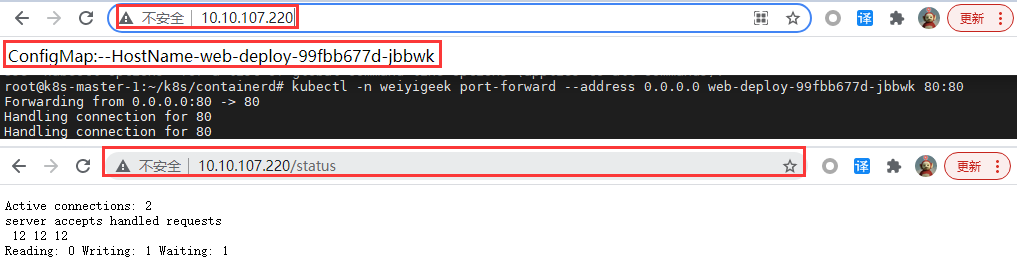 不安全 | 10.10.107.220
更新
ConfigMap:--HostName-web-deploy-99fbb677d-jbbwk
root@k8s-master-1:~/k8s/containerd# kubectl -n weiyigeek port-forward --address 0.0.0.0 web-deploy-99fbb677d-jbbwk 80:80
Forwarding from 0.0.0.0:80 -> 80
Handling connection for 80
Handling connection for 80
不安全 | 10.10.107.220/status
译
更新
Active connections: 2
server accepts handled requests
12 12 12
Reading: 0 Writing: 1 Waiting: 1